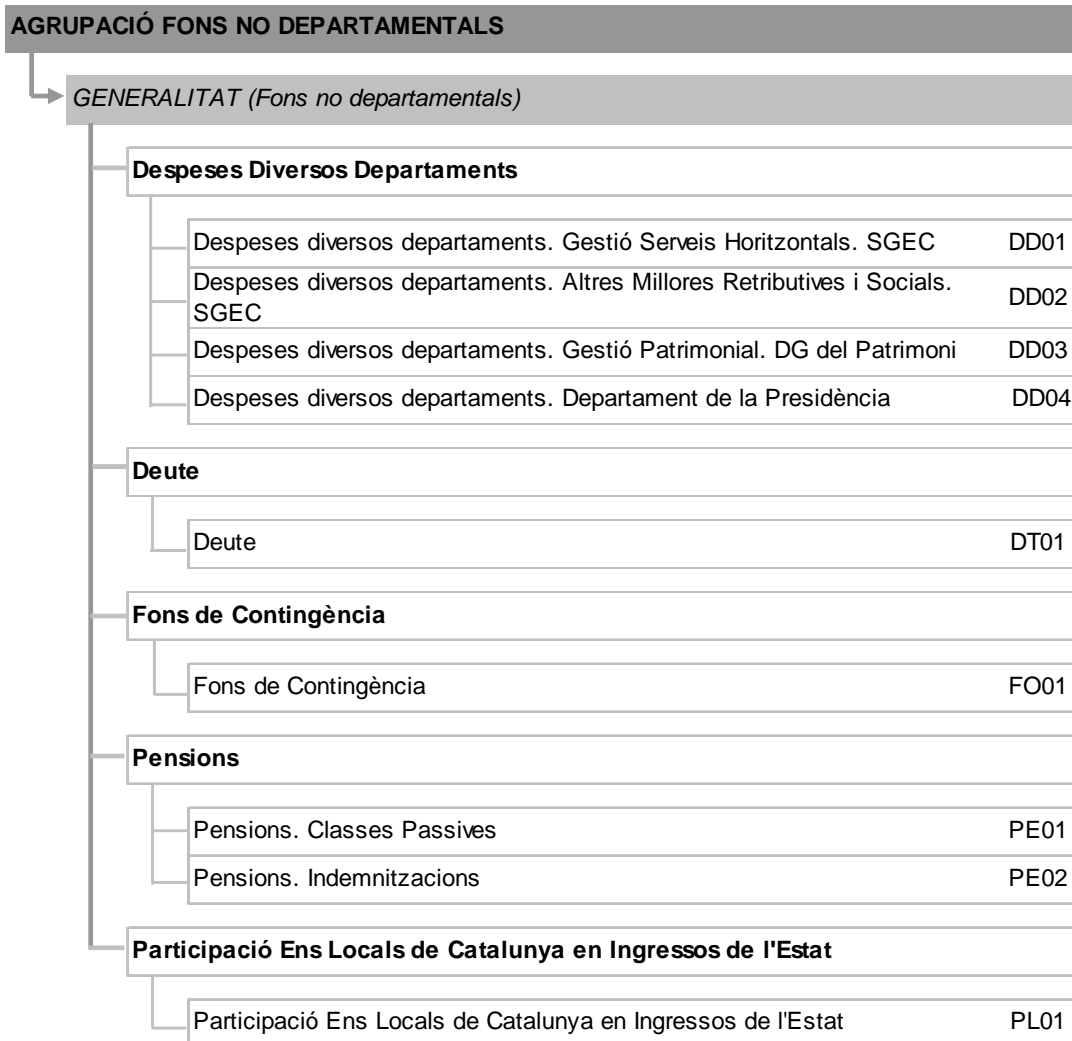 AGRUPACIÓ FONS NO DEPARTAMENTALS
GENERALITAT (Fons no departamentals)
Despeses Diversos Departaments
Despeses diversos departaments. Gestió Serveis Horitzontals. SGEC DD01
Despeses diversos departaments. Altres Millores Retributives i Socials.
SGEC DD02
Despeses diversos departaments. Gestió Patrimonial. DG del Patrimoni DD03
Despeses diversos departaments. Departament de la Presidència DD04
Deute
Deute DT01
Fons de Contingència
Fons de Contingència FO01
Pensions
Pensions. Classes Passives PE01
Pensions. Indemnitzacions PE02
Participació Ens Locals de Catalunya en Ingressos de l'Estat
Participació Ens Locals de Catalunya en Ingressos de l'Estat PL01